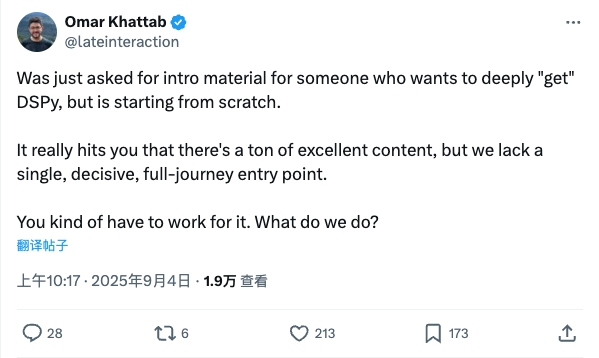 Omar Khattab
@lateinteraction
Was just asked for intro material for someone who wants to deeply "get"
DSPy, but is starting from scratch.
It really hits you that there's a ton of excellent content, but we lack a
single, decisive, full-journey entry point.
You kind of have to work for it. What do we do?
翻译帖子
上午10:17 · 2025年9月4日 · 1.9万 查看
28 6 213 173